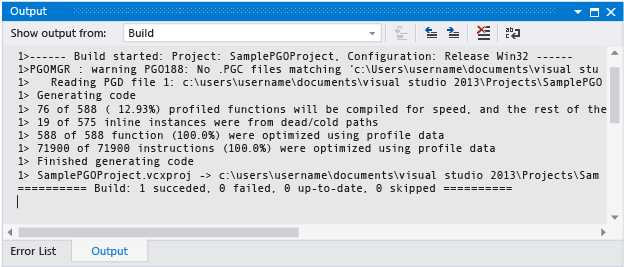 Output
Show output from: Build
1>------ Build started: Project: SamplePGOProject, Configuration: Release Win32 ------
1>PGOMGR : warning PG0188: No .PGC files matching 'c:\Users\username\documents\visual stu
1>   Reading PGD file 1: c:\users\username\documents\visual studio 2013\Projects\SamplePGO
1> Generating code
1> 76 of 588 ( 12.93%) profiled functions will be compiled for speed, and the rest of the
1> 19 of 575 inline instances were from dead/cold paths
1> 588 of 588 function (100.0%) were optimized using profile data
1> 71900 of 71900 instructions (100.0%) were optimized using profile data
1> Finished generating code
1> SamplePGOProject.vcxproj -> c:\users\username\documents\visual studio 2013\Projects\Sam
========== Build: 1 succeded, 0 failed, 0 up-to-date, 0 skipped ==========
Error List Output